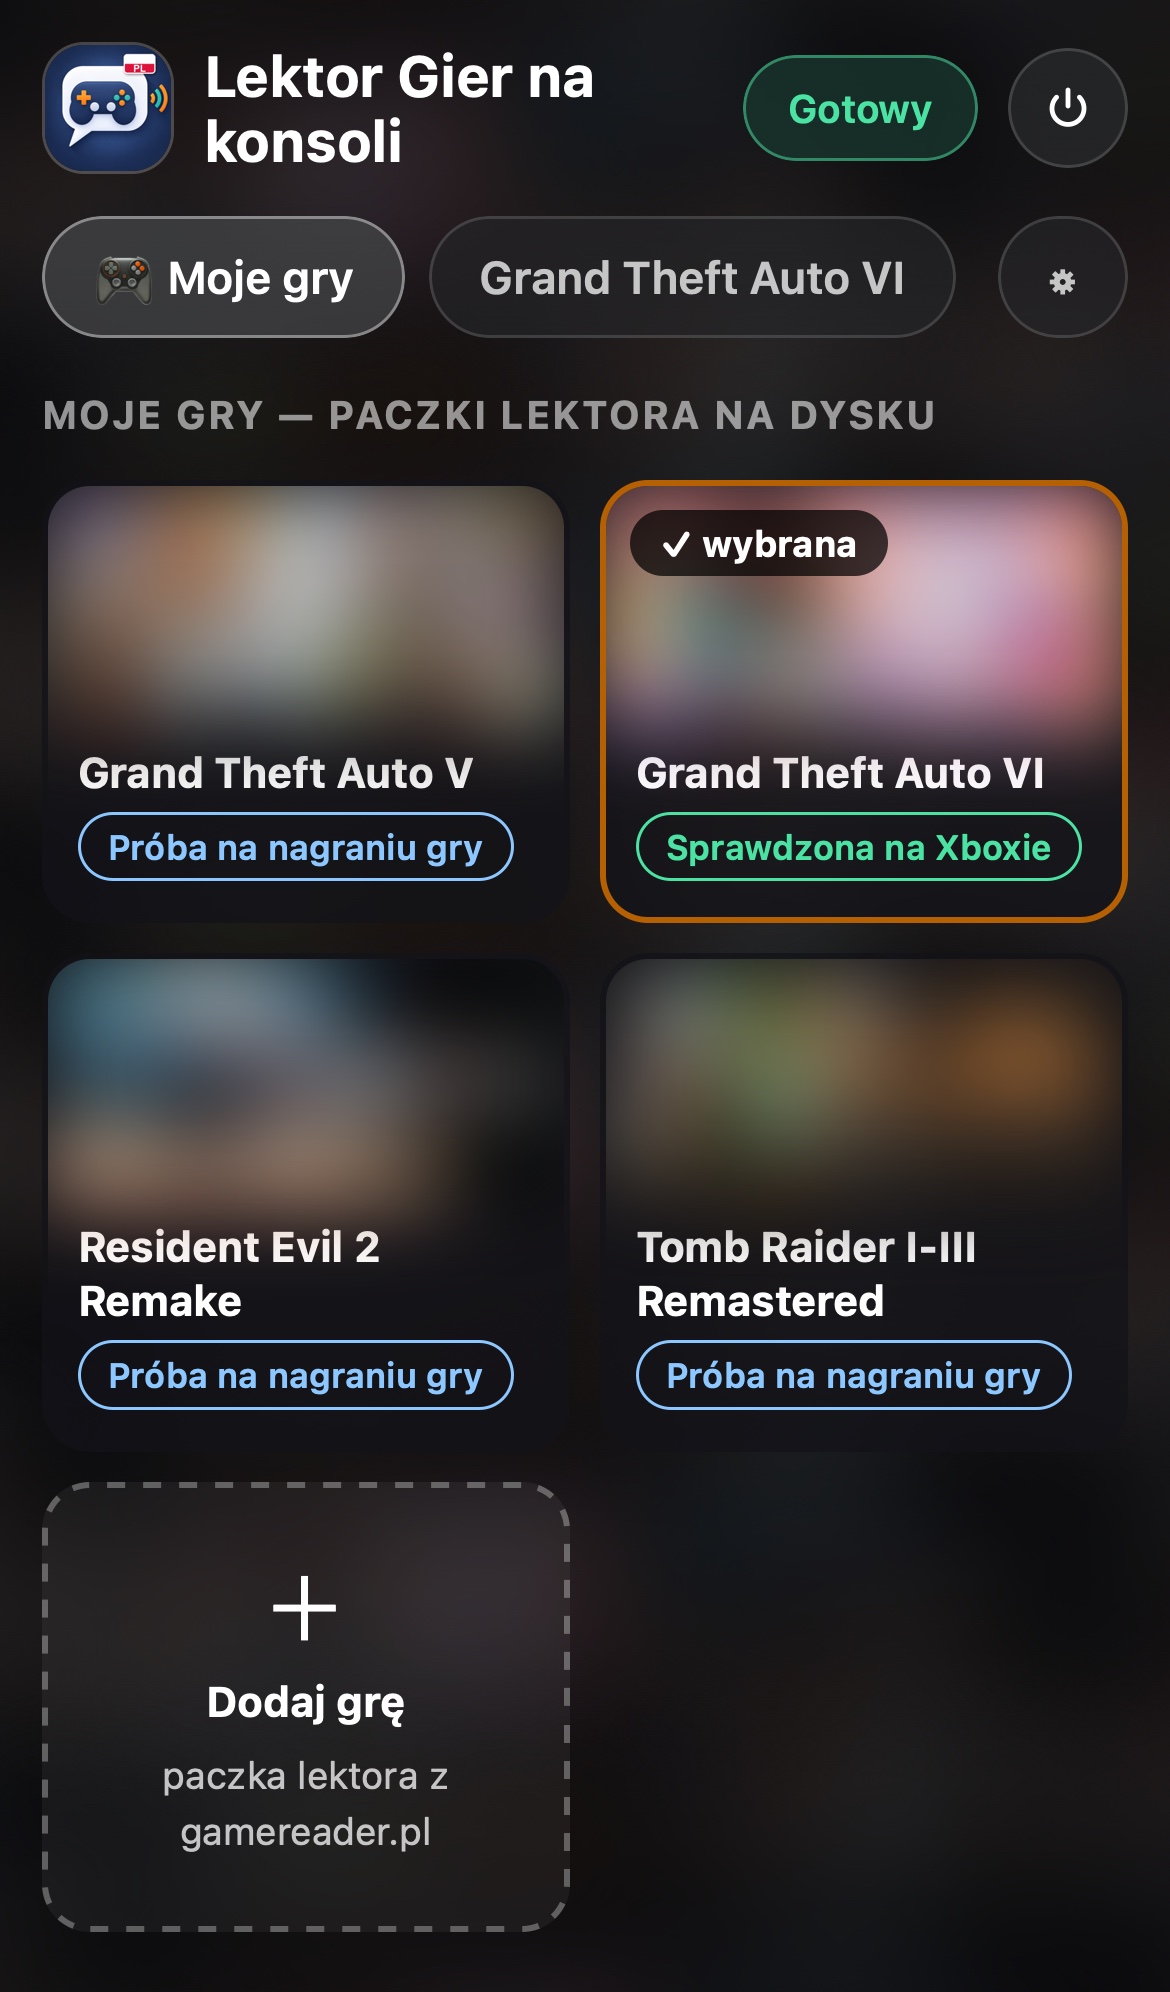 PL
Lektor Gier na
konsoli
Gotowy
Moje gry
Grand Theft Auto VI
MOJE GRY — PACZKI LEKTORA NA DYSKU
Grand Theft Auto V
Próba na nagraniu gry
✓ wybrana
Grand Theft Auto VI
Sprawdzona na Xboxie
Resident Evil 2
Remake
Próba na nagraniu gry
Tomb Raider I-III
Remastered
Próba na nagraniu gry
Dodaj grę
paczka lektora z
gamereader.pl